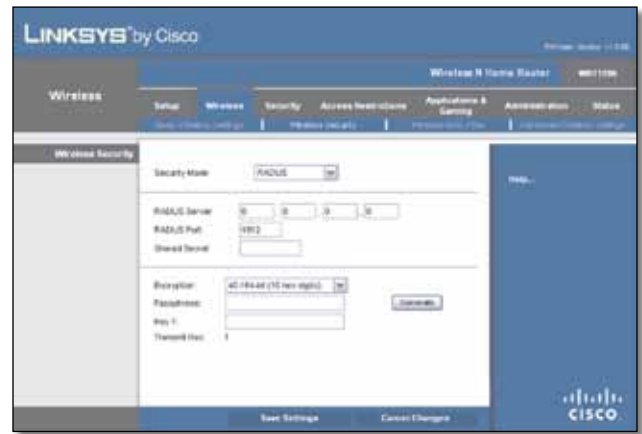 LINKSYS® by Cisco
Wireless N Home Router
Wireless
Setup Wireless Security Access Restrictions Applications & Gaming Administration Status
Wireless Security
Wireless Security
Security Mode: RADIUS
Help...
RADIUS Server: 0 . 0 . 0 . 0
RADIUS Port: 1812
Shared Secret:
Encryption: 40 / 64-bit (10 hex digits)
Passphrase: Generate
Key 1:
Transmit Key: 1
Save Settings Cancel Changes
CISCO